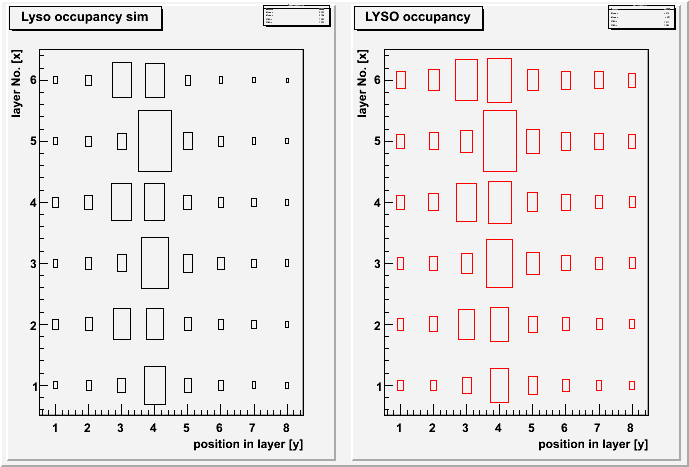 Lyso occupancy sim
layer No. [x]
6
5
4
3
2
1
1 2 3 4 5 6 7 8
position in layer [y]
LYSO occupancy
layer No. [x]
6
5
4
3
2
1
1 2 3 4 5 6 7 8
position in layer [y]